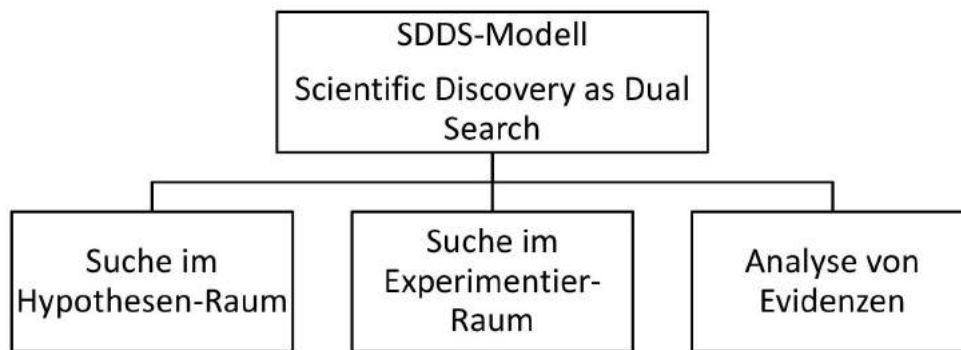 SDDS-Modell
Scientific Discovery as Dual
Search
Suche im
Hypothesen-Raum
Suche im
Experimentier-
Raum
Analyse von
Evidenzen